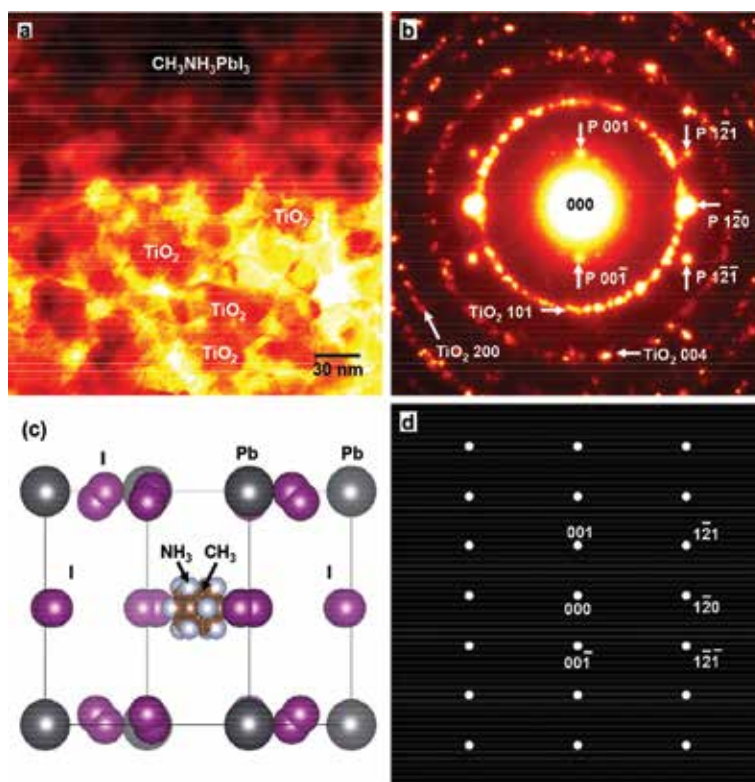 a
CH₃NH₃PbI₃
TiO₂
TiO₂
TiO₂
TiO₂
30 nm
b
P 001
P 12̄1
000
P 12̄0
P 001̄
P 12̄1̄
TiO₂ 101
TiO₂ 200
TiO₂ 004
(c)
I
Pb
Pb
NH₃
CH₃
I
I
d
001
12̄1
000
12̄0
001̄
12̄1̄